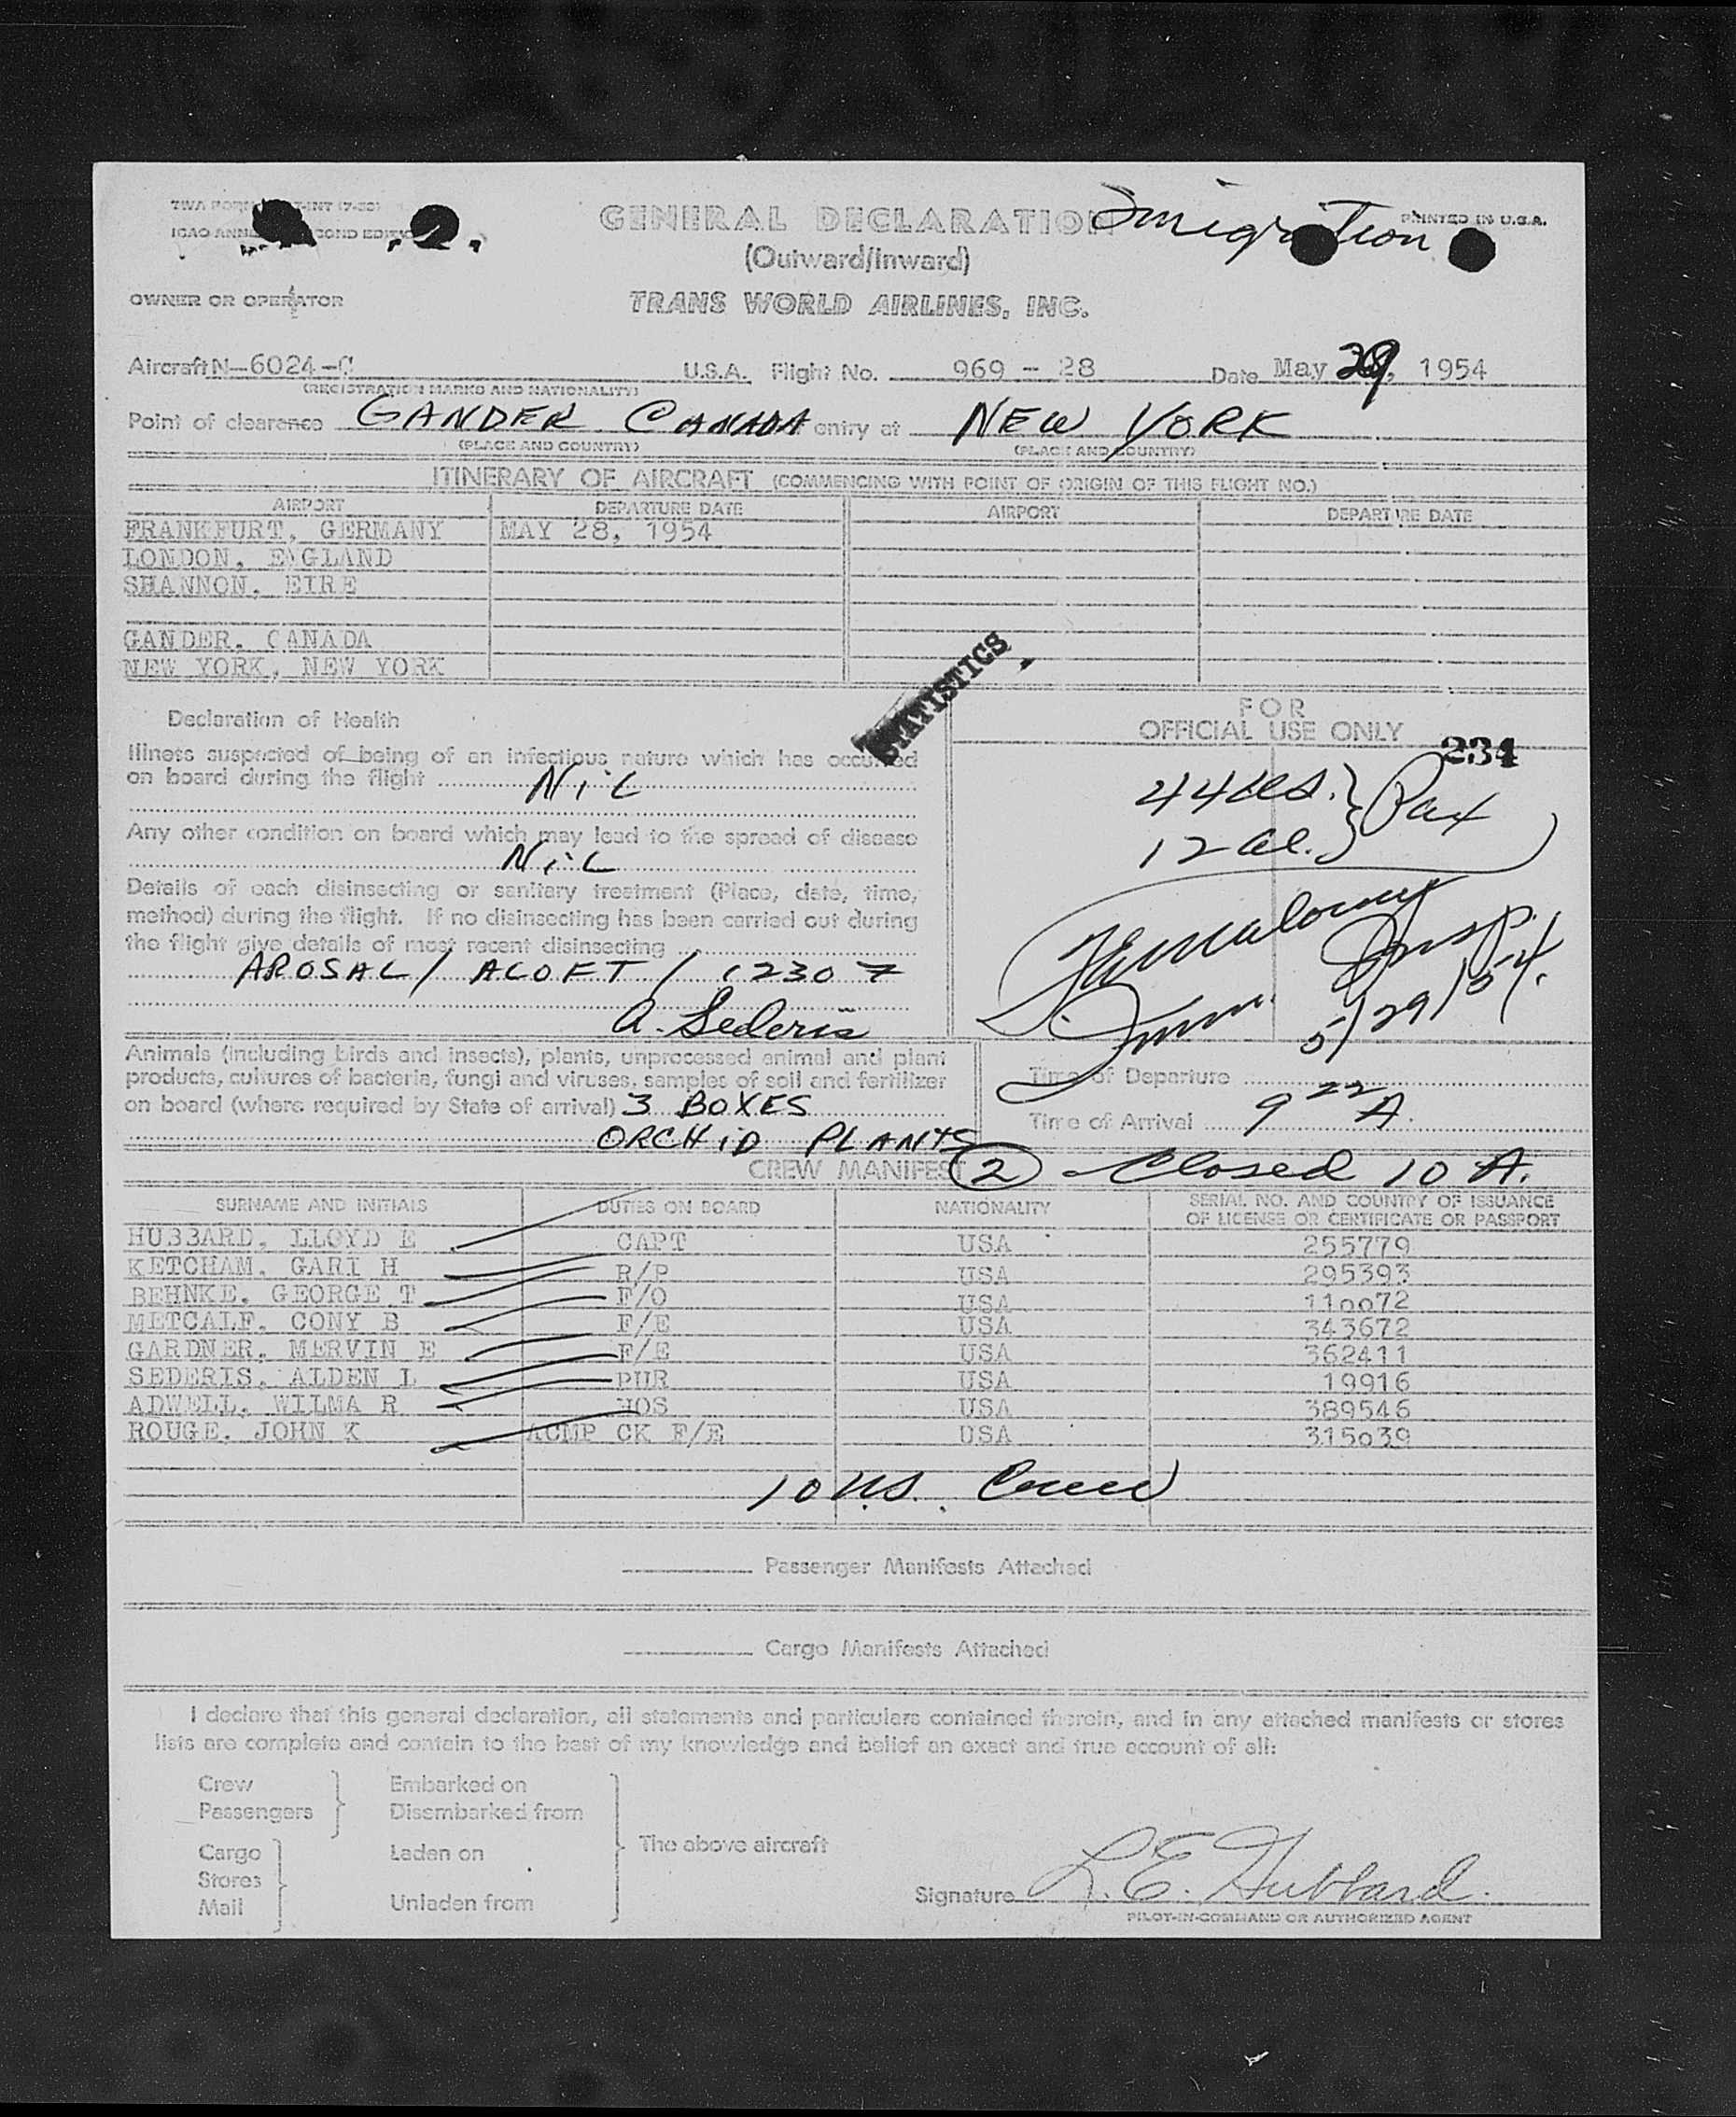 TWA FORM -INT (7-50)
ICAO ANNE SECOND EDITION
Imigration
PRINTED IN U.S.A.
GENERAL DECLARATION
(Outward/Inward)
OWNER OR OPERATOR
TRANS WORLD AIRLINES, INC.
Aircraft N-6024-C U.S.A. Flight No. 969 - 28 Date May 29, 1954
(REGISTRATION MARKS AND NATIONALITY)
Point of clearance GANDER CANADA entry at NEW YORK
(PLACE AND COUNTRY) (PLACE AND COUNTRY)
ITINERARY OF AIRCRAFT (COMMENCING WITH POINT OF ORIGIN OF THIS FLIGHT NO.)
AIRPORT DEPARTURE DATE AIRPORT DEPARTURE DATE
FRANKFURT, GERMANY MAY 28, 1954
LONDON, ENGLAND
SHANNON, EIRE
GANDER, CANADA
NEW YORK, NEW YORK
STATISTICS
Declaration of Health
Illness suspected of being of an infectious nature which has occurred
on board during the flight NIL
Any other condition on board which may lead to the spread of disease
NIL
Details of each disinsecting or sanitary treatment (Place, date, time,
method) during the flight. If no disinsecting has been carried out during
the flight give details of most recent disinsecting
AROSAL / ALOFT / 1230 Z
A. Sederis
FOR
OFFICIAL USE ONLY
234
44 US. } Pax
12 Al. }
Insp.
Imm. 5/29/54.
Animals (including birds and insects), plants, unprocessed animal and plant
products, cultures of bacteria, fungi and viruses, samples of soil and fertilizer
on board (where required by State of arrival) 3 BOXES
ORCHID PLANTS
Time of Departure
Time of Arrival 9 22 A.
CREW MANIFEST 2 - Closed 10 A.
SURNAME AND INITIALS DUTIES ON BOARD NATIONALITY SERIAL NO. AND COUNTRY OF ISSUANCE
OF LICENSE OR CERTIFICATE OR PASSPORT
HUBBARD, LLOYD E CAPT USA 255779
KETCHAM, GARI H R/P USA 295393
BEHNKE, GEORGE T F/O USA 110072
METCALF, CONY B F/E USA 343672
GARDNER, MERVIN E F/E USA 362411
SEDERIS, ALDEN L PUR USA 19916
ADWELL, WILMA R HOS USA 389546
ROUGE, JOHN K ACMP CK F/E USA 315039
10 US. Crew
Passenger Manifests Attached
Cargo Manifests Attached
I declare that this general declaration, all statements and particulars contained therein, and in any attached manifests or stores
lists are complete and contain to the best of my knowledge and belief an exact and true account of all:
Crew
Passengers
Embarked on
Disembarked from
Cargo
Stores
Mail
Laden on
Unladen from
The above aircraft
Signature L. E. Hubbard.
PILOT-IN-COMMAND OR AUTHORIZED AGENT